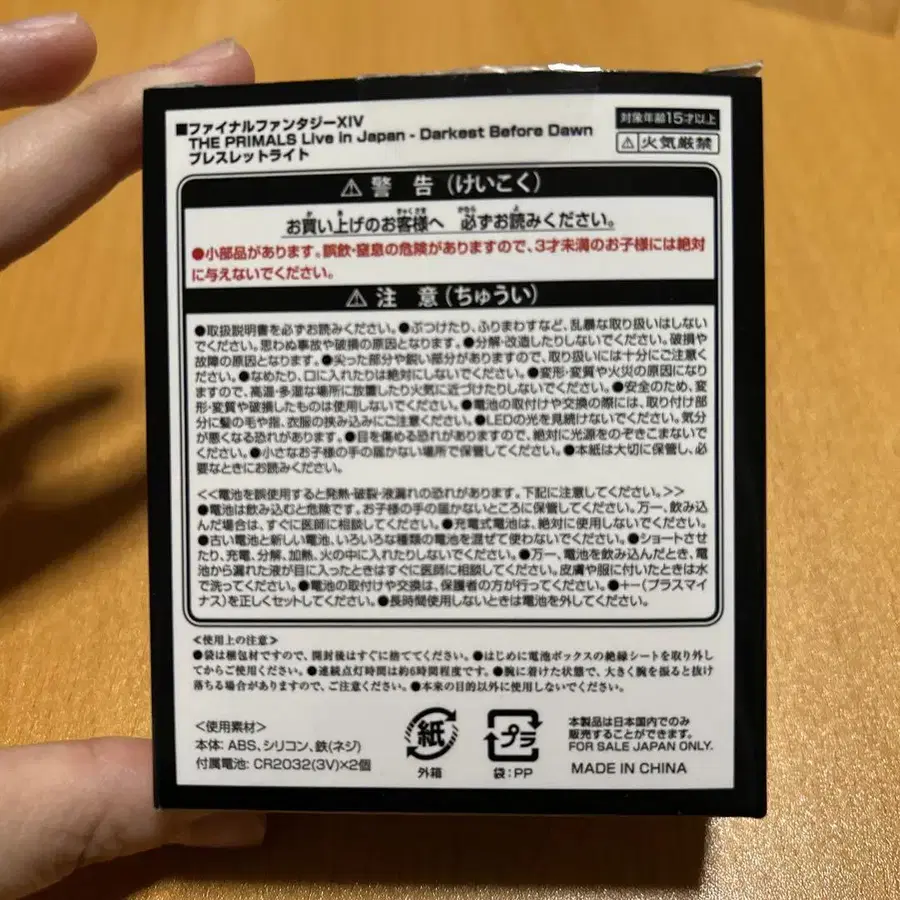 ■ファイナルファンタジーXIV
THE PRIMALS Live in Japan - Darkest Before Dawn
ブレスレットライト
対象年齢15才以上
⚠火気厳禁
⚠ 警 告 (けいこく)
お買い上げのお客様へ 必ずお読みください。
●小部品があります。誤飲・窒息の危険がありますので、3才未満のお子様には絶対
に与えないでください。
⚠ 注 意 (ちゅうい)
●取扱説明書を必ずお読みください。●ぶつけたり、ふりまわすなど、乱暴な取り扱いはしない
でください。思わぬ事故や破損の原因となります。●分解・改造したりしないでください。破損や
故障の原因となります。●尖った部分や鋭い部分がありますので、取り扱いには十分にご注意く
ださい。●なめたり、口に入れたりは絶対にしないでください。●変形・変質や火災の原因になり
ますので、高温・多湿な場所に放置したり火気に近づけたりしないでください。●安全のため、変
形・変質や破損したものは使用しないでください。●電池の取付けや交換の際には、取り付け部
分に髪の毛や指、衣服の挟み込みにご注意ください。●LEDの光を見続けないでください。気分
が悪くなる恐れがあります。●目を傷める恐れがありますので、絶対に光源をのぞきこまないで
ください。●小さなお子様の手の届かない場所で保管してください。●本紙は大切に保管し、必
要なときにお読みください。
<<電池を誤使用すると発熱・破裂・液漏れの恐れがあります。下記に注意してください。>>
●電池は飲み込むと危険です。お子様の手の届かないところに保管してください。万一、飲み込
んだ場合は、すぐに医師に相談してください。●充電式電池は、絶対に使用しないでください。
●古い電池と新しい電池、いろいろな種類の電池を混ぜて使わないでください。●ショートさせ
たり、充電、分解、加熱、火の中に入れたりしないでください。●万一、電池を飲み込んだとき、電
池から漏れた液が目に入ったときはすぐに医師に相談してください。皮膚や服に付いたときは水
で洗ってください。●電池の取付けや交換は、保護者の方が行ってください。●+-(プラスマイ
ナス)を正しくセットしてください。●長時間使用しないときは電池を外してください。
≪使用上の注意≫
●袋は梱包材ですので、開封後はすぐに捨ててください。●はじめに電池ボックスの絶縁シートを取り外し
てからご使用ください。●連続点灯時間は約6時間程度です。●腕に着けた状態で、大きく腕を振ると抜け
落ちる場合がありますので、ご注意ください。●本来の目的以外に使用しないでください。
<使用素材>
本体: ABS、シリコン、鉄(ネジ)
付属電池: CR2032(3V)×2個
紙
外箱
プラ
袋:PP
本製品は日本国内でのみ
販売することができます。
FOR SALE JAPAN ONLY.
MADE IN CHINA